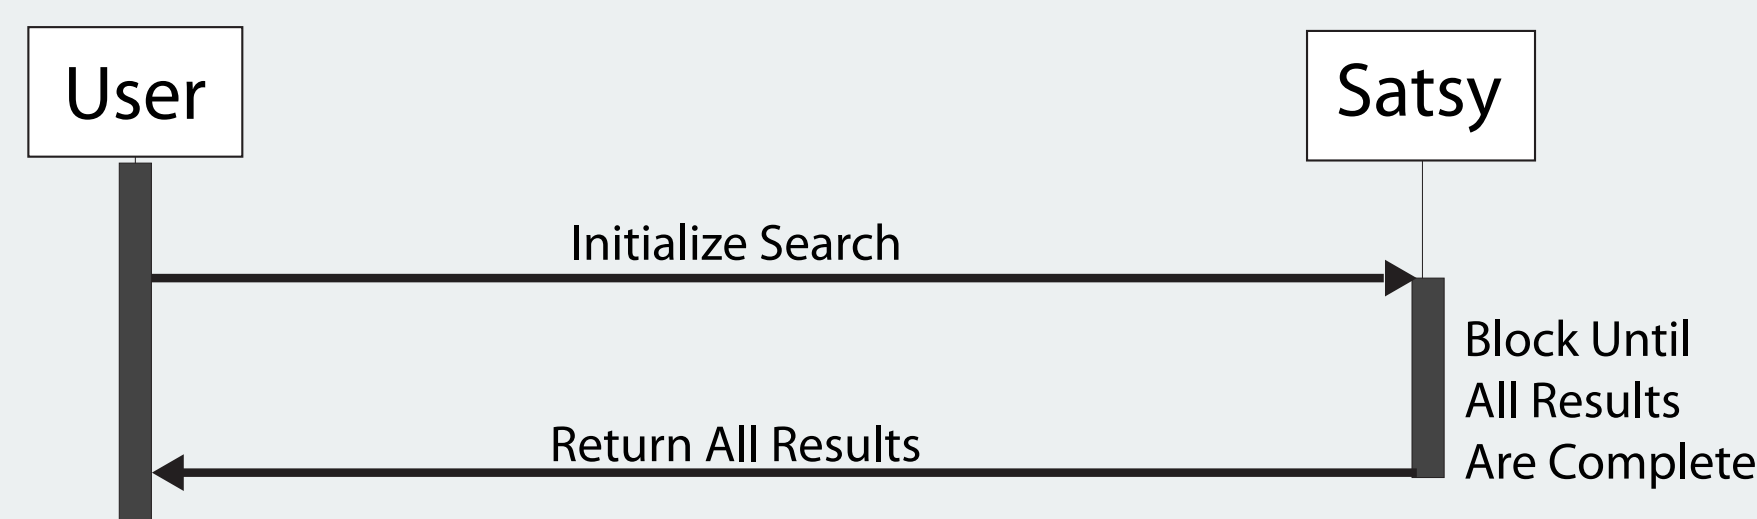 User
Satsy
Initialize Search
Block Until
All Results
Are Complete
Return All Results